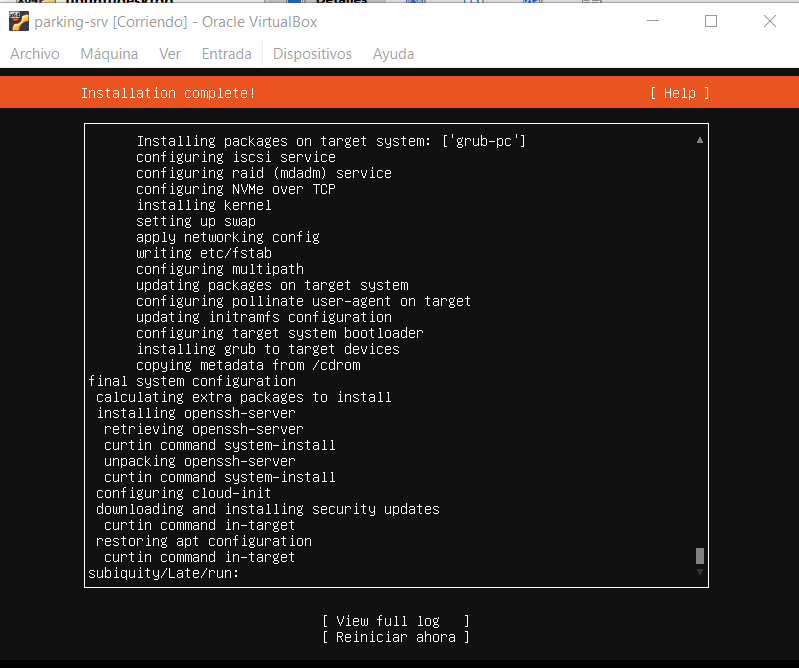 parking-srv [Corriendo] - Oracle VirtualBox
Archivo Máquina Ver Entrada Dispositivos Ayuda
Installation complete! [ Help ]
Installing packages on target system: ['grub-pc']
configuring iscsi service
configuring raid (mdadm) service
configuring NVMe over TCP
installing kernel
setting up swap
apply networking config
writing etc/fstab
configuring multipath
updating packages on target system
configuring pollinate user-agent on target
updating initramfs configuration
configuring target system bootloader
installing grub to target devices
copying metadata from /cdrom
final system configuration
calculating extra packages to install
installing openssh-server
retrieving openssh-server
curtin command system-install
unpacking openssh-server
curtin command system-install
configuring cloud-init
downloading and installing security updates
curtin command in-target
restoring apt configuration
curtin command in-target
subiquity/Late/run:
[ View full log ]
[ Reiniciar ahora ]